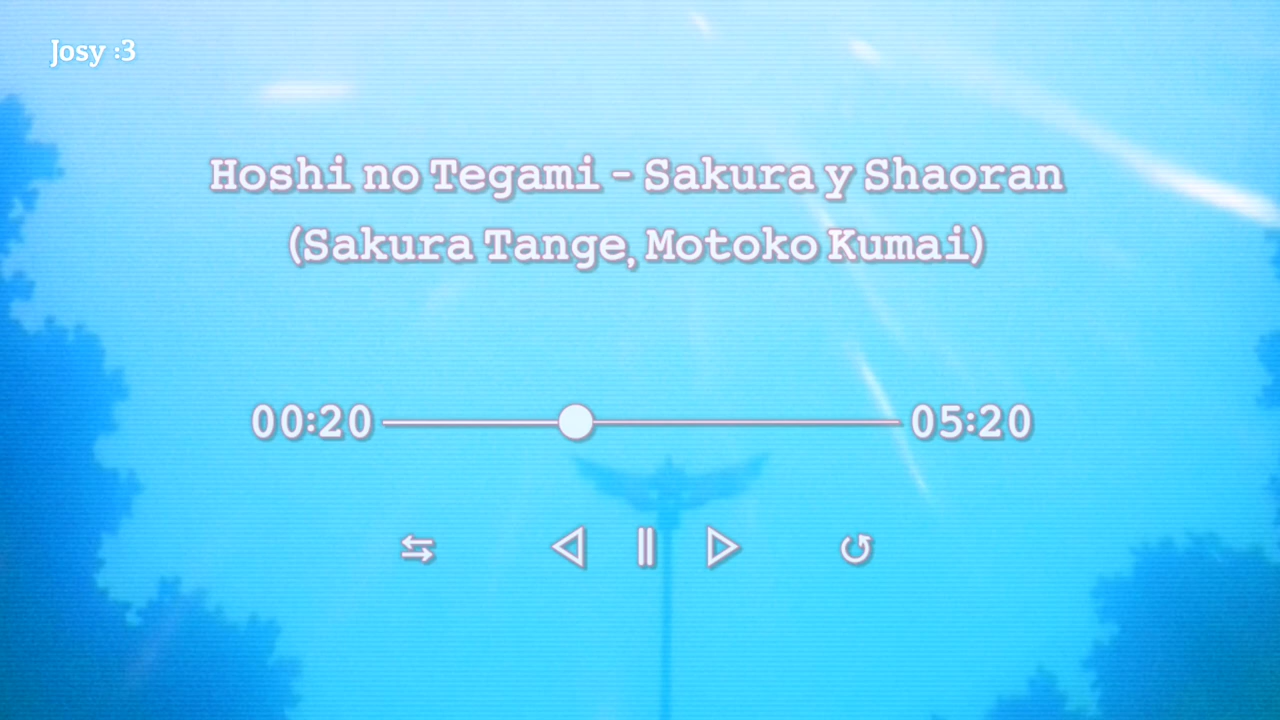 Josy :3
Hoshi no Tegami - Sakura y Shaoran
(Sakura Tange, Motoko Kumai)
00:20 05:20